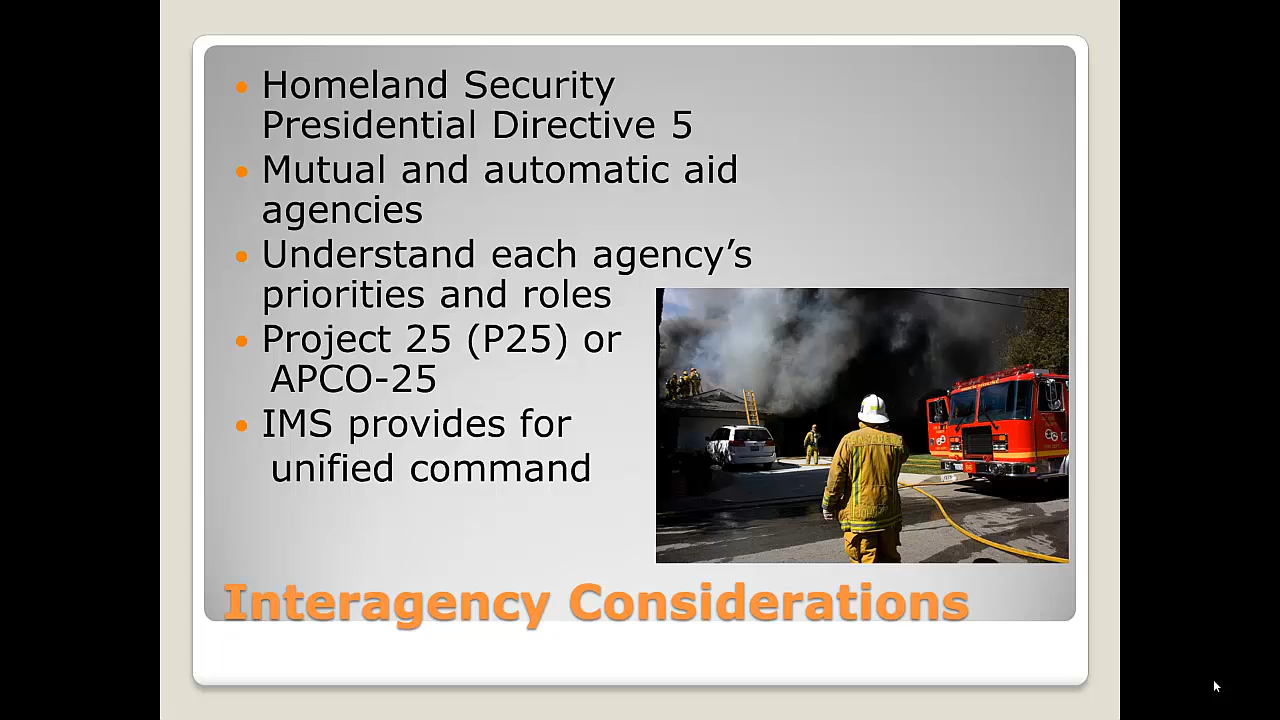 Homeland Security
Presidential Directive 5
Mutual and automatic aid
agencies
Understand each agency’s
priorities and roles
Project 25 (P25) or
APCO-25
IMS provides for
unified command
Interagency Considerations